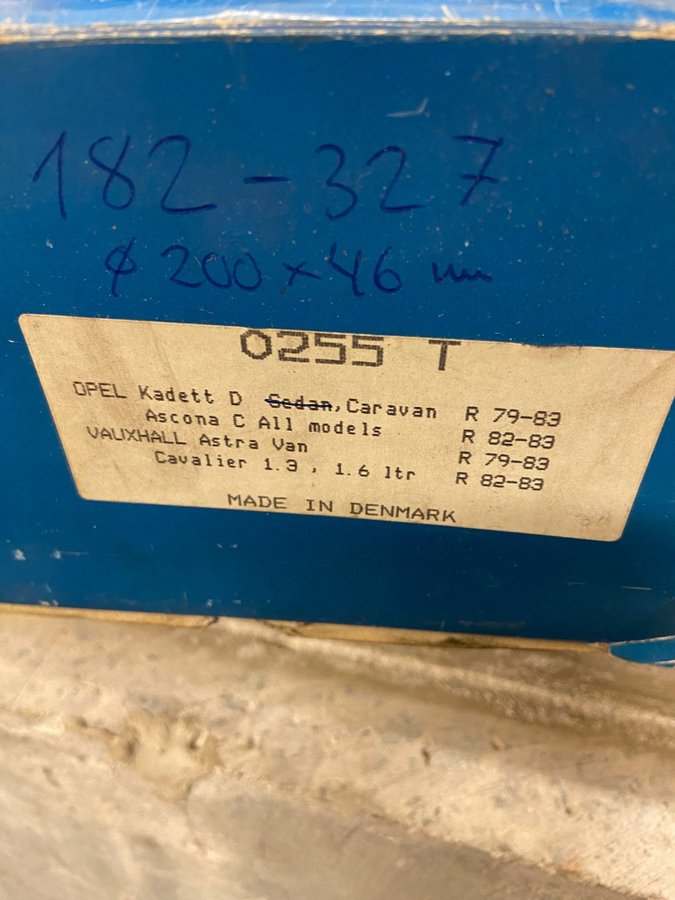 182-327
ø 200 x 46 mm
0255 T
OPEL Kadett D Sedan, Caravan R 79-83
Ascona C All models R 82-83
VAUXHALL Astra Van R 79-83
Cavalier 1.3 , 1.6 ltr R 82-83
MADE IN DENMARK